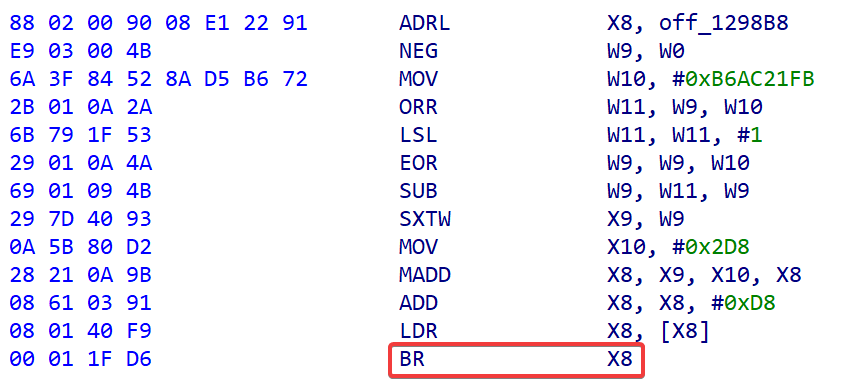 88 02 00 90 08 E1 22 91 ADRL X8, off_1298B8
E9 03 00 4B NEG W9, W0
6A 3F 84 52 8A D5 B6 72 MOV W10, #0xB6AC21FB
2B 01 0A 2A ORR W11, W9, W10
6B 79 1F 53 LSL W11, W11, #1
29 01 0A 4A EOR W9, W9, W10
69 01 09 4B SUB W9, W11, W9
29 7D 40 93 SXTW X9, W9
0A 5B 80 D2 MOV X10, #0x2D8
28 21 0A 9B MADD X8, X9, X10, X8
08 61 03 91 ADD X8, X8, #0xD8
08 01 40 F9 LDR X8, [X8]
00 01 1F D6 BR X8